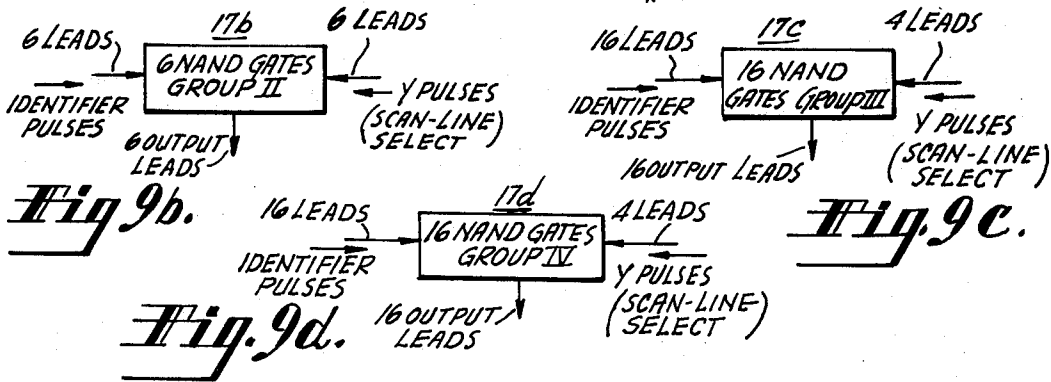 17b
6 LEADS
6 LEADS
6 NAND GATES
GROUP II
IDENTIFIER
PULSES
Y PULSES
(SCAN-LINE)
SELECT
6 OUTPUT
LEADS
Fig 9b.
17c
16 LEADS
4 LEADS
16 NAND
GATES GROUP III
IDENTIFIER
PULSES
Y PULSES
(SCAN-LINE)
SELECT
16 OUTPUT LEADS
Fig. 9c.
17d
16 LEADS
4 LEADS
16 NAND GATES
GROUP IV
IDENTIFIER
PULSES
Y PULSES
(SCAN-LINE)
SELECT
16 OUTPUT
LEADS
Fig. 9d.